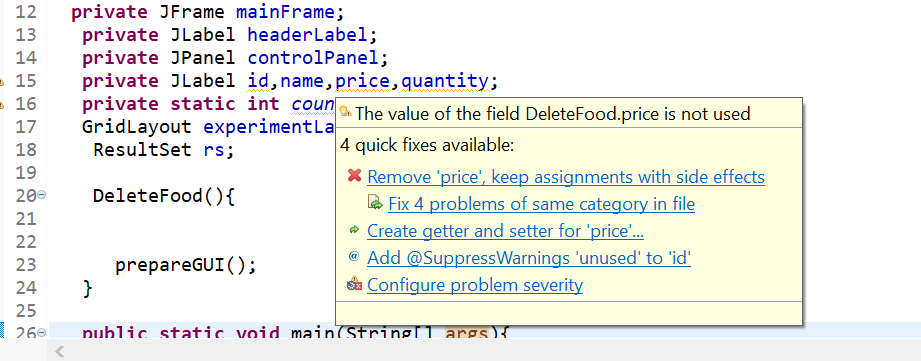 12 private JFrame mainFrame;
13 private JLabel headerLabel;
14 private JPanel controlPanel;
15 private JLabel id,name,price,quantity;
16 private static int coun
17 GridLayout experimentLa
18 ResultSet rs;
19
20 DeleteFood(){
21
22
23 prepareGUI();
24 }
25
26 public static void main(String[] args){
The value of the field DeleteFood.price is not used
4 quick fixes available:
Remove 'price', keep assignments with side effects
Fix 4 problems of same category in file
Create getter and setter for 'price'...
Add @SuppressWarnings 'unused' to 'id'
Configure problem severity